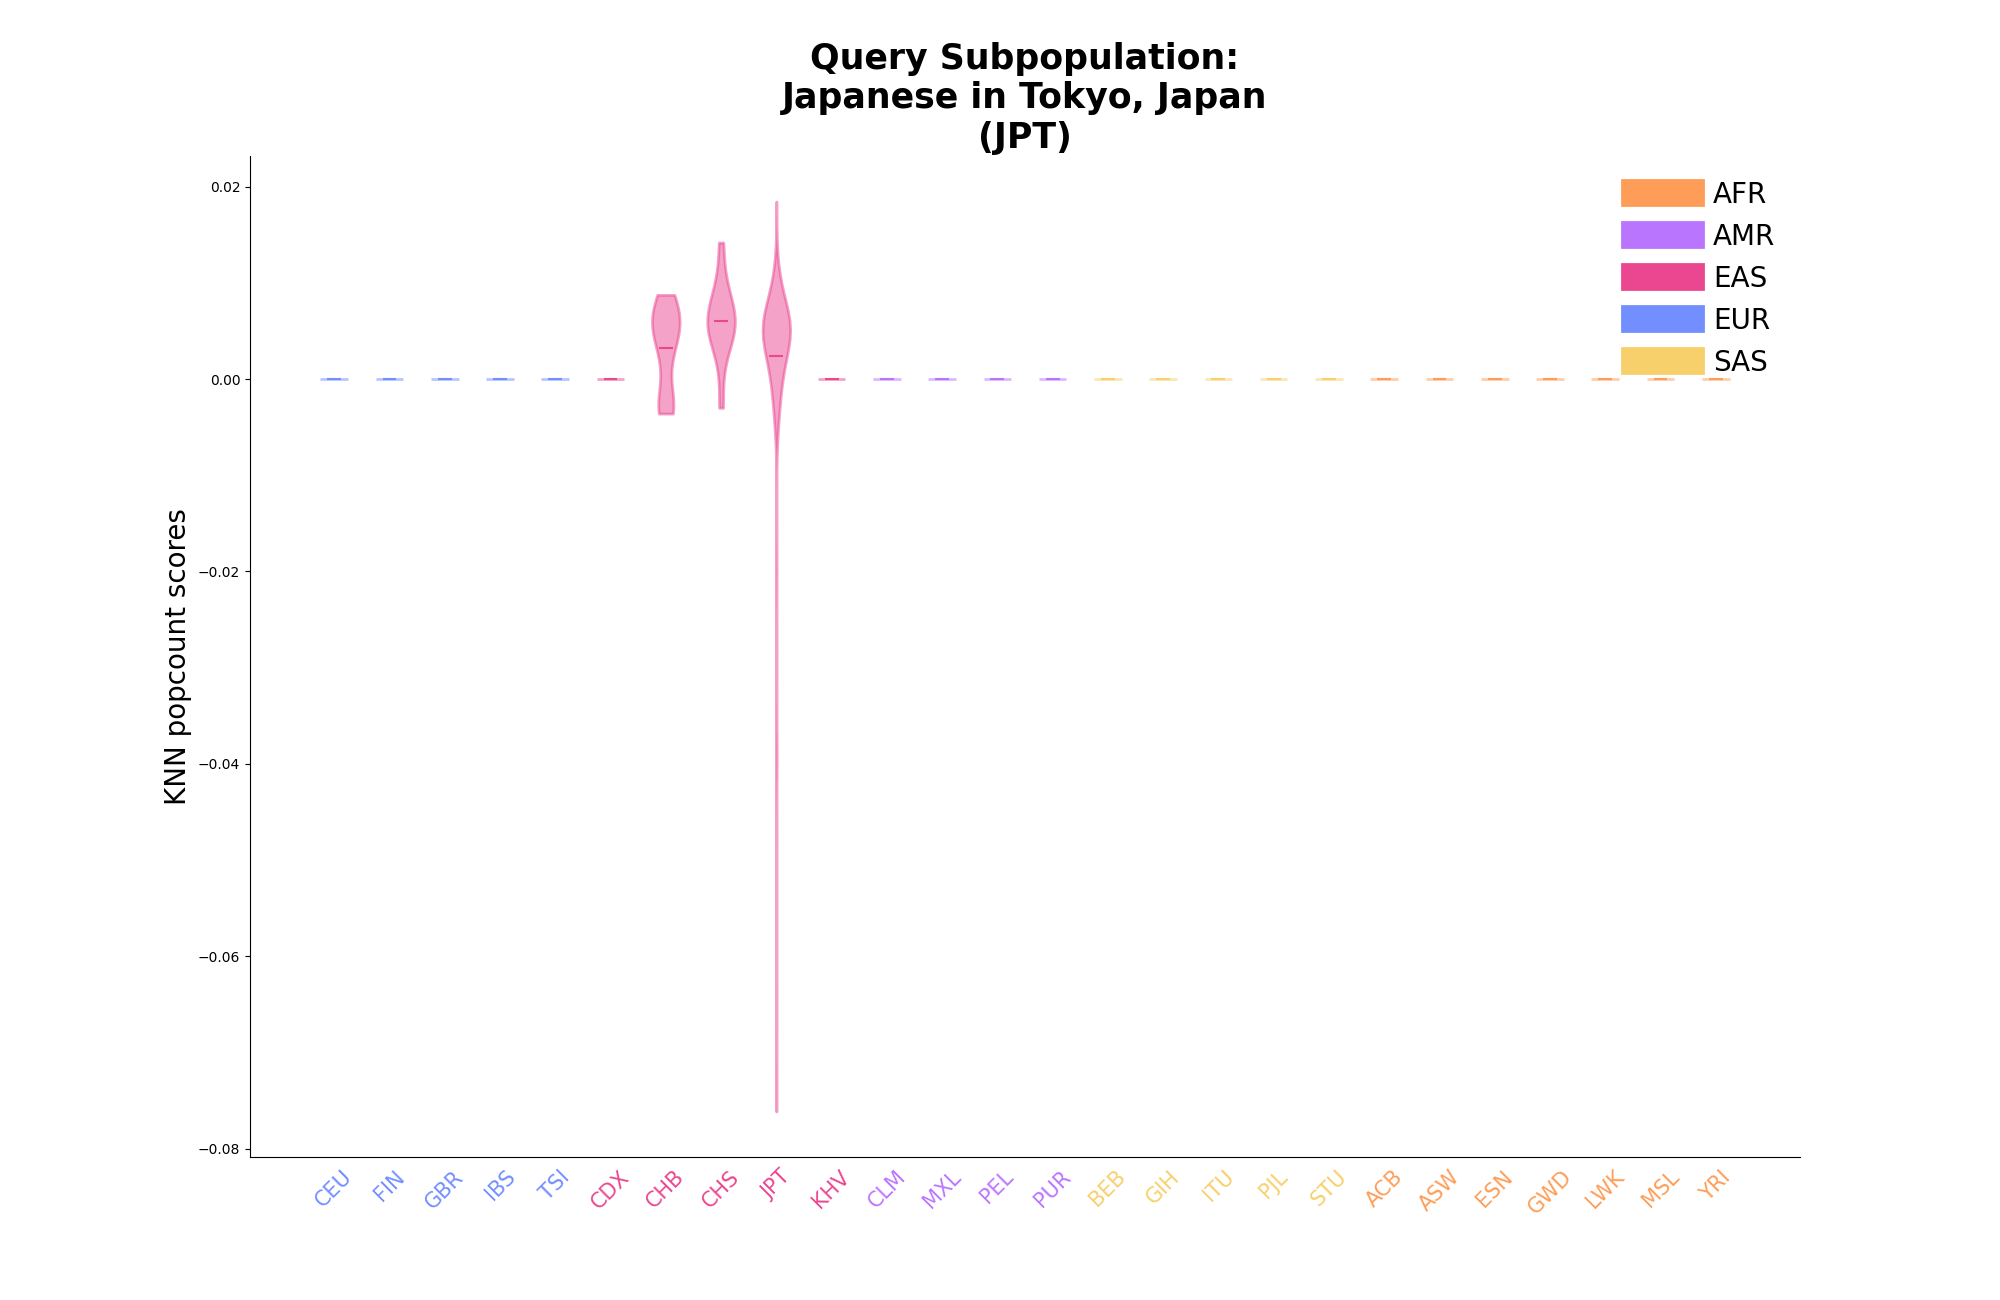 Query Subpopulation:
Japanese in Tokyo, Japan
(JPT)
AFR
AMR
EAS
EUR
SAS
KNN popcount scores
0.02
0.00
−0.02
−0.04
−0.06
−0.08
CEU FIN GBR IBS TSI CDX CHB CHS JPT KHV CLM MXL PEL PUR BEB GIH ITU PJL STU ACB ASW ESN GWD LWK MSL YRI